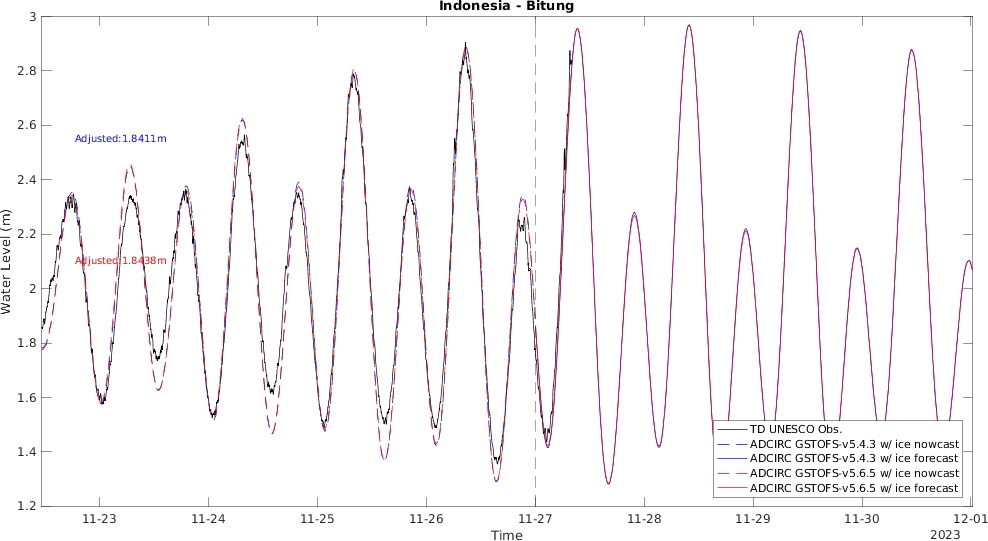 Indonesia - Bitung
3
2.8
2.6
2.4
2.2
2
1.8
1.6
1.4
1.2
Water Level (m)
Adjusted:1.8411m
Adjusted:1.8438m
TD UNESCO Obs.
ADCIRC GSTOFS-v5.4.3 w/ ice nowcast
ADCIRC GSTOFS-v5.4.3 w/ ice forecast
ADCIRC GSTOFS-v5.6.5 w/ ice nowcast
ADCIRC GSTOFS-v5.6.5 w/ ice forecast
11-23 11-24 11-25 11-26 11-27 11-28 11-29 11-30 12-01
Time
2023